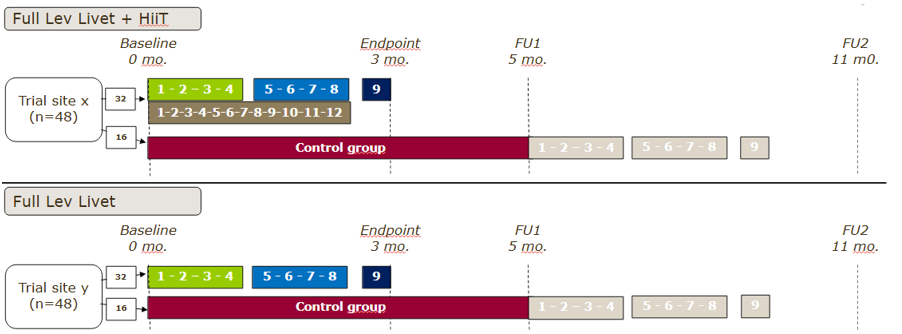 Full Lev Livet + HiiT
Baseline
0 mo.
Endpoint
3 mo.
FU1
5 mo.
FU2
11 m0.
Trial site x
(n=48)
32
16
1 - 2 – 3 - 4
5 - 6 - 7 - 8
9
1-2-3-4-5-6-7-8-9-10-11-12
Control group
1 - 2 – 3 - 4
5 - 6 - 7 - 8
9
Full Lev Livet
Baseline
0 mo.
Endpoint
3 mo.
FU1
5 mo.
FU2
11 mo.
Trial site y
(n=48)
32
16
1 - 2 – 3 - 4
5 - 6 - 7 - 8
9
Control group
1 - 2 – 3 - 4
5 - 6 - 7 - 8
9